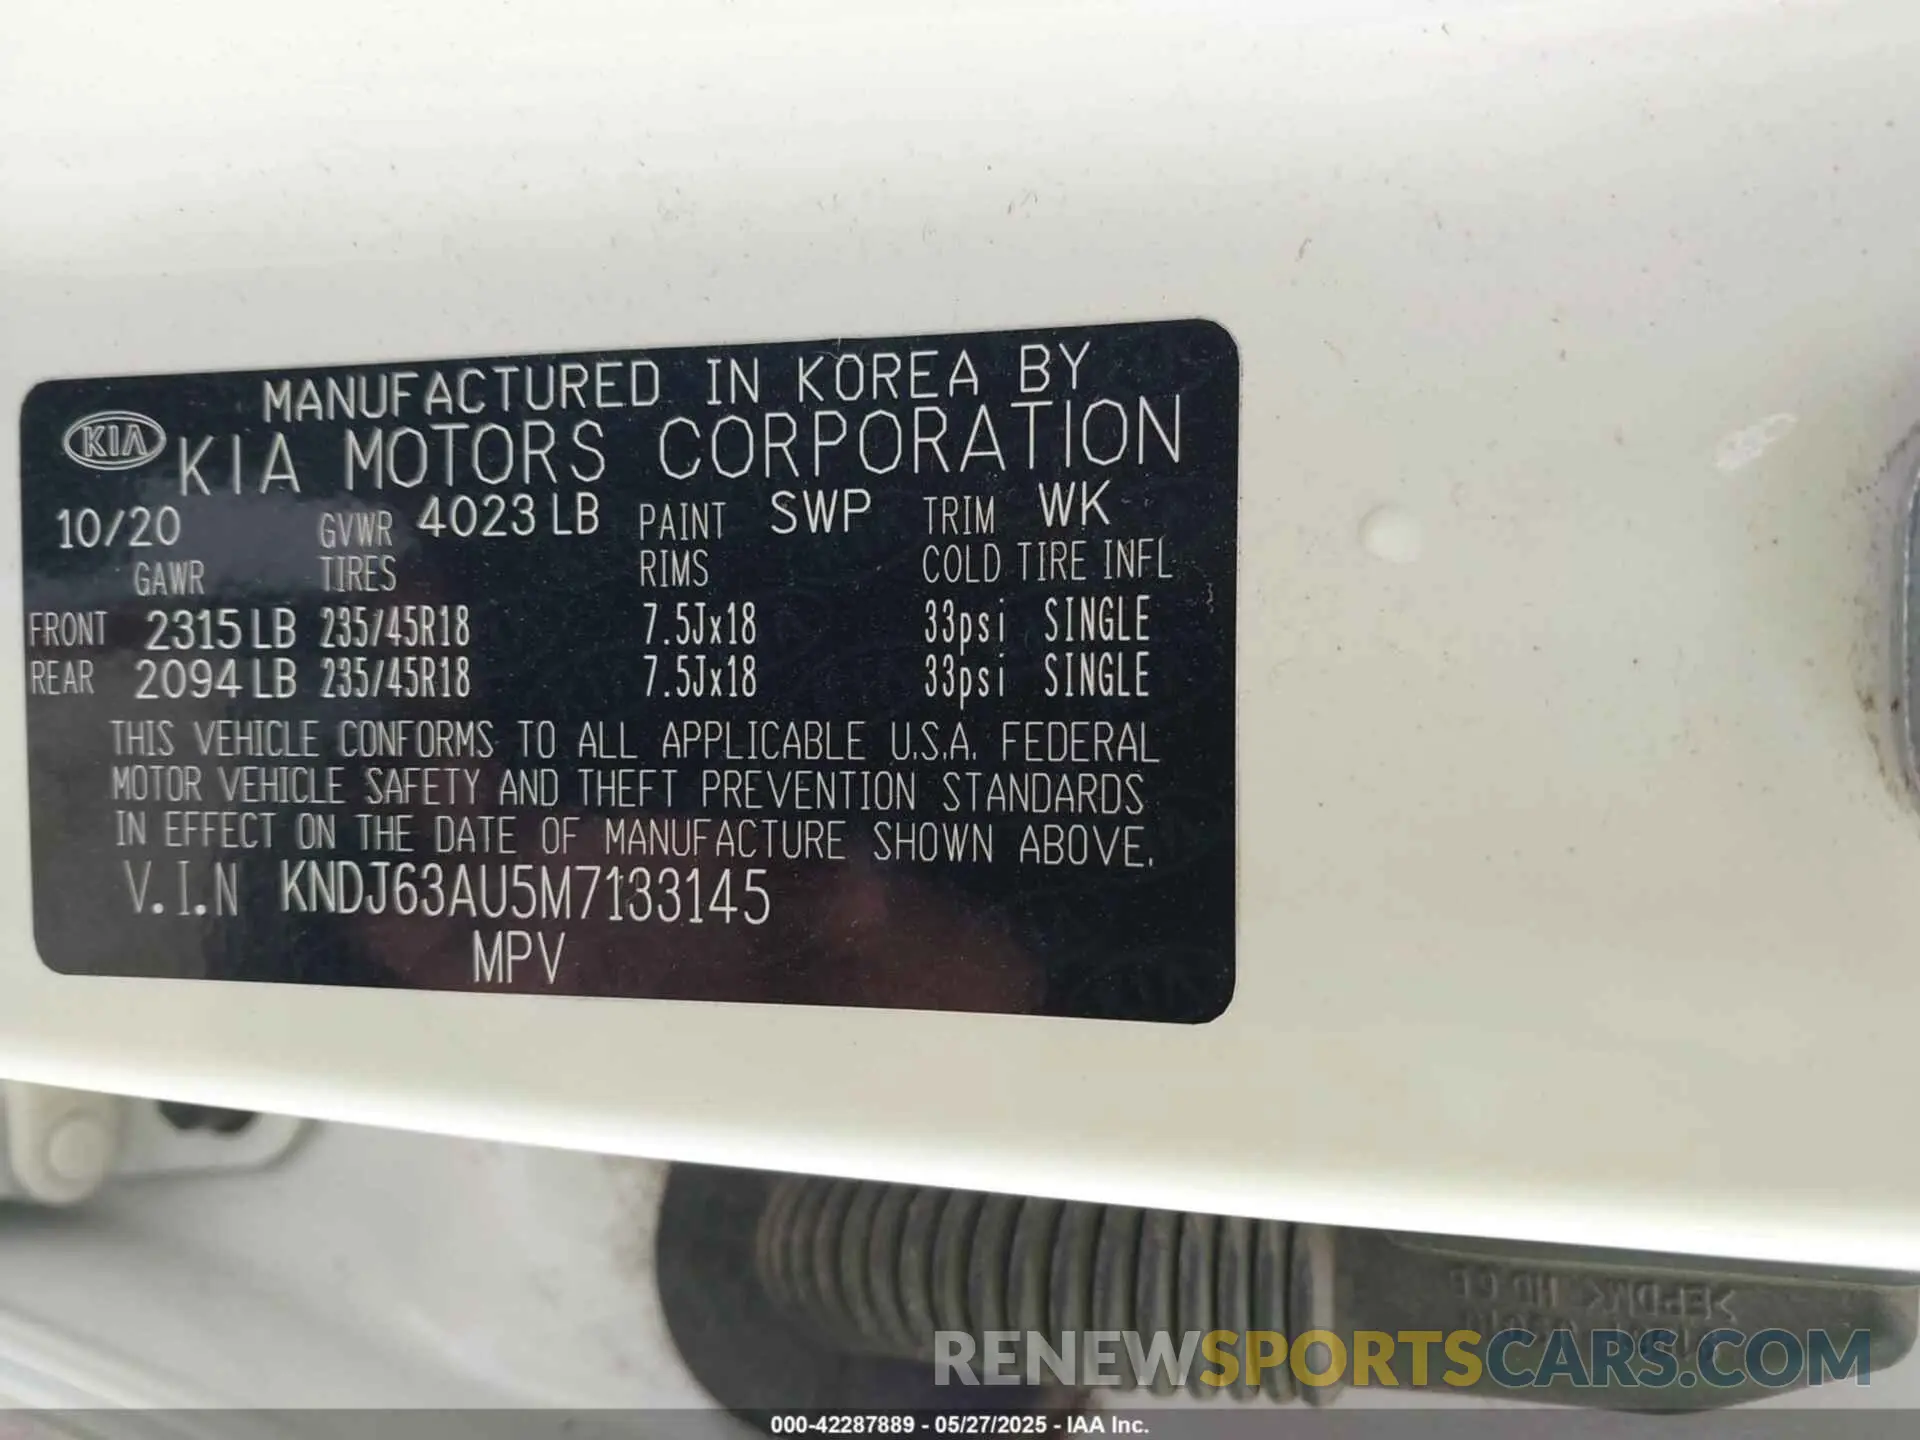 MANUFACTURED IN KOREA BY
KIA KIA MOTORS CORPORATION
10/20 GVWR 4023 LB PAINT SWP TRIM WK
GAWR TIRES RIMS COLD TIRE INFL
FRONT 2315 LB 235/45R18 7.5Jx18 33psi SINGLE
REAR 2094 LB 235/45R18 7.5Jx18 33psi SINGLE
THIS VEHICLE CONFORMS TO ALL APPLICABLE U.S.A. FEDERAL
MOTOR VEHICLE SAFETY AND THEFT PREVENTION STANDARDS
IN EFFECT ON THE DATE OF MANUFACTURE SHOWN ABOVE.
V.I.N KNDJ63AU5M7133145
MPV
>EPDM<
RENEWSPORTSCARS.COM
000-42287889 - 05/27/2025 - IAA Inc.